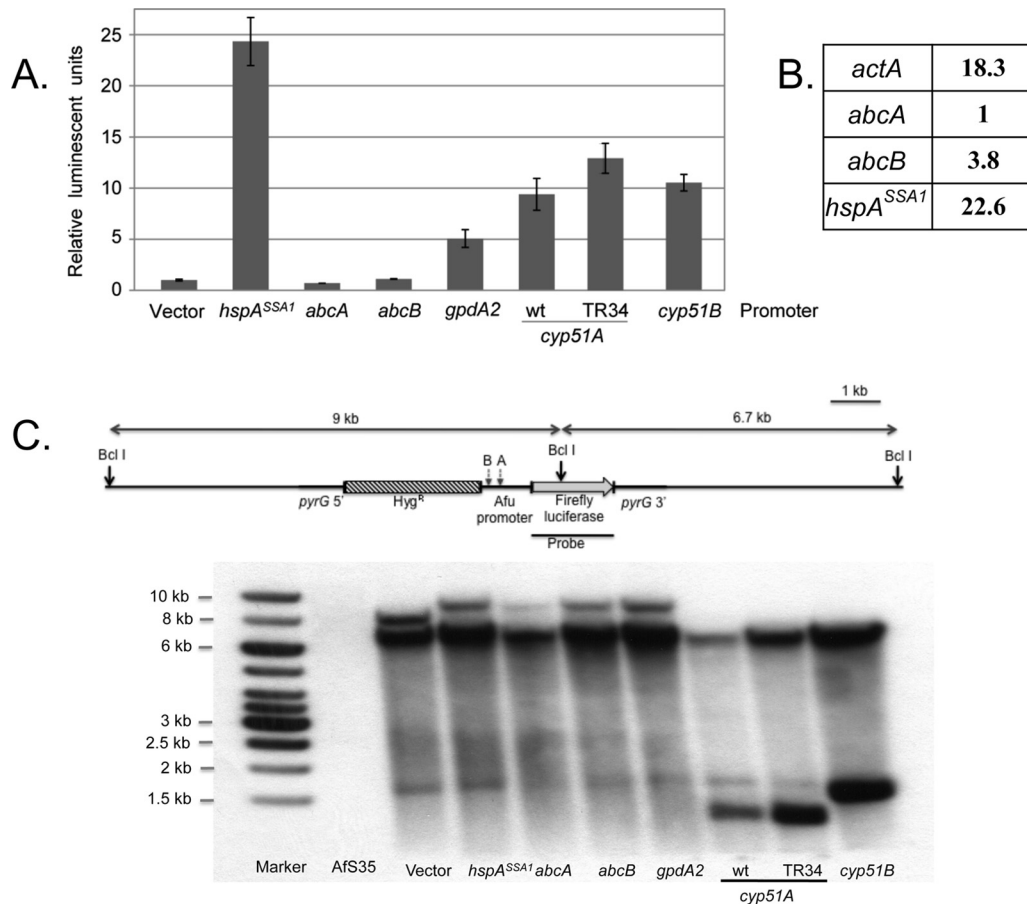 A.
Relative luminescent units
25
20
15
10
5
0
Vector hspA^SSA1 abcA abcB gpdA2 wt TR34 cyp51B Promoter
cyp51A
B.
actA 18.3
abcA 1
abcB 3.8
hspA^SSA1 22.6
C.
1 kb
9 kb 6.7 kb
Bcl I B A Bcl I Bcl I
pyrG 5' Hyg^R Afu promoter Firefly luciferase pyrG 3'
Probe
10 kb
8 kb
6 kb
3 kb
2.5 kb
2 kb
1.5 kb
Marker AfS35 Vector hspA^SSA1 abcA abcB gpdA2 wt TR34 cyp51B
cyp51A